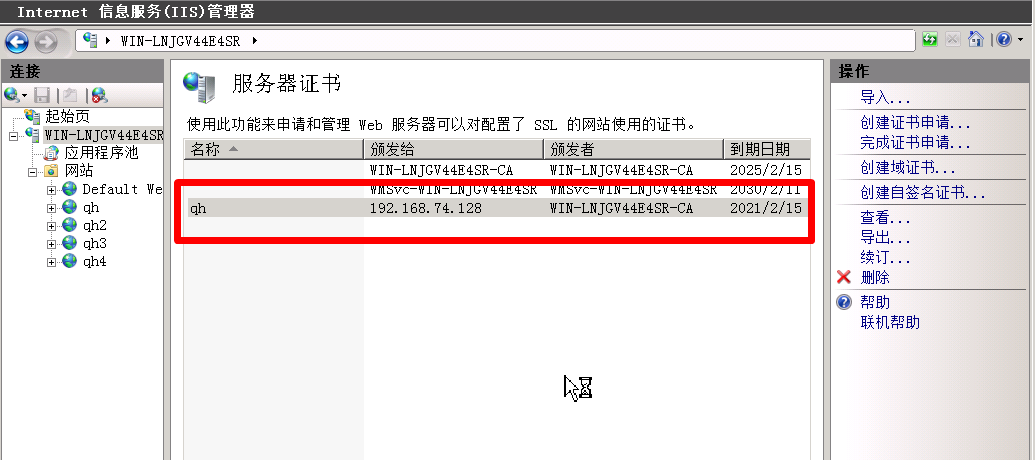 Internet 信息服务(IIS)管理器
WIN-LNJGV44E4SR
连接
起始页
WIN-LNJGV44E4SR
应用程序池
网站
Default We
qh
qh2
qh3
qh4
服务器证书
使用此功能来申请和管理 Web 服务器可以对配置了 SSL 的网站使用的证书。
名称 颁发给 颁发者 到期日期
WIN-LNJGV44E4SR-CA WIN-LNJGV44E4SR-CA 2025/2/15
WMSvc-WIN-LNJGV44E4SR WMSvc-WIN-LNJGV44E4SR 2030/2/11
qh 192.168.74.128 WIN-LNJGV44E4SR-CA 2021/2/15
操作
导入...
创建证书申请...
完成证书申请...
创建域证书...
创建自签名证书...
查看...
导出...
续订...
删除
帮助
联机帮助